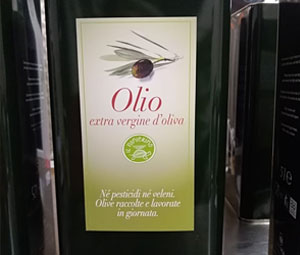 Olio
extra vergine d'oliva
Né pesticidi né veleni.
Olive raccolte e lavorate
in giornata.